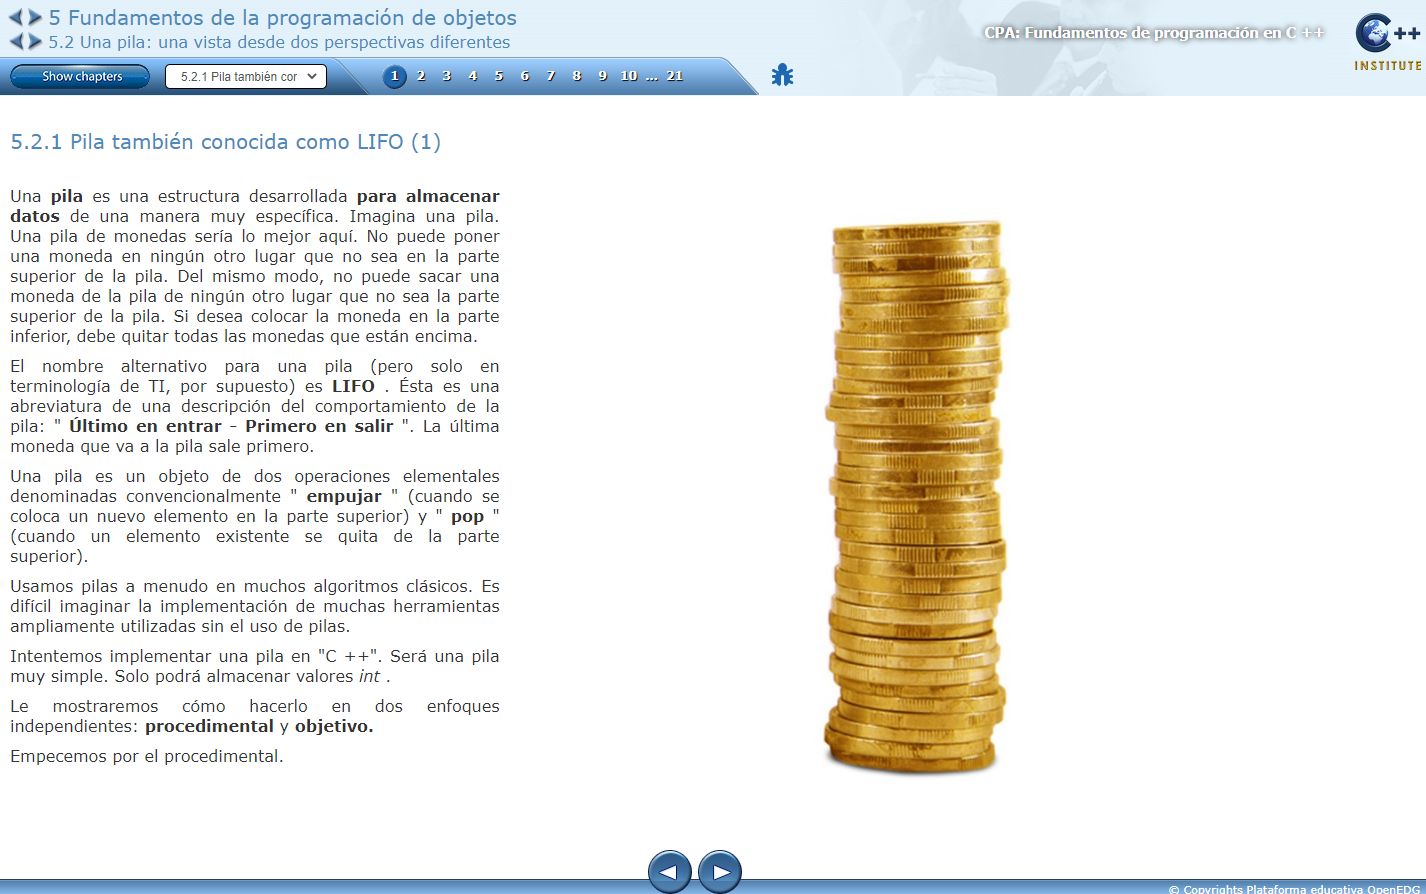 5 Fundamentos de la programación de objetos
5.2 Una pila: una vista desde dos perspectivas diferentes
CPA: Fundamentos de programación en C ++
C++
INSTITUTE
Show chapters
5.2.1 Pila también cor
1 2 3 4 5 6 7 8 9 10 ... 21
5.2.1 Pila también conocida como LIFO (1)
Una pila es una estructura desarrollada para almacenar
datos de una manera muy específica. Imagina una pila.
Una pila de monedas sería lo mejor aquí. No puede poner
una moneda en ningún otro lugar que no sea en la parte
superior de la pila. Del mismo modo, no puede sacar una
moneda de la pila de ningún otro lugar que no sea la parte
superior de la pila. Si desea colocar la moneda en la parte
inferior, debe quitar todas las monedas que están encima.
El nombre alternativo para una pila (pero solo en
terminología de TI, por supuesto) es LIFO . Ésta es una
abreviatura de una descripción del comportamiento de la
pila: " Último en entrar - Primero en salir ". La última
moneda que va a la pila sale primero.
Una pila es un objeto de dos operaciones elementales
denominadas convencionalmente " empujar " (cuando se
coloca un nuevo elemento en la parte superior) y " pop "
(cuando un elemento existente se quita de la parte
superior).
Usamos pilas a menudo en muchos algoritmos clásicos. Es
difícil imaginar la implementación de muchas herramientas
ampliamente utilizadas sin el uso de pilas.
Intentemos implementar una pila en "C ++". Será una pila
muy simple. Solo podrá almacenar valores int .
Le mostraremos cómo hacerlo en dos enfoques
independientes: procedimental y objetivo.
Empecemos por el procedimental.
© Copyrights Plataforma educativa OpenEDG